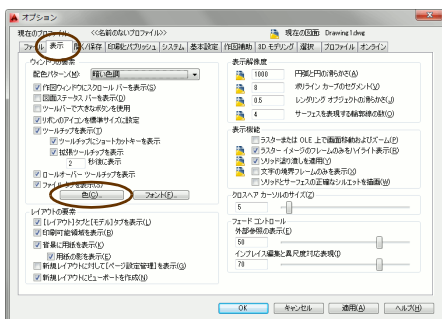 オプション
現在のプロファイル: <<名前のないプロファイル>> 現在の図面: Drawing1.dwg
ファイル 表示 開く/保存 印刷とパブリッシュ システム 基本設定 作図補助 3D モデリング 選択 プロファイル オンライン
ウィンドウの要素
配色パターン(M): 暗い色調
作図ウィンドウにスクロール バーを表示(S)
図面ステータス バーを表示(D)
ツールバーで大きなボタンを使用
リボンのアイコンを標準サイズに設定
ツールチップを表示(T)
ツールチップにショートカットキーを表示
拡張ツールチップを表示
2 秒後に表示
ロールオーバー ツールチップを表示
ファイル タブを表示(S)
色(C)... フォント(F)...
レイアウトの要素
[レイアウト]タブと[モデル]タブを表示(L)
印刷可能領域を表示(B)
背景に用紙を表示(K)
用紙の影を表示(E)
新規レイアウトに対して[ページ設定管理]を表示(G)
新規レイアウトにビューポートを作成(N)
表示解像度
1000 円弧と円の滑らかさ(A)
8 ポリライン カーブのセグメント(V)
0.5 レンダリング オブジェクトの滑らかさ(J)
4 サーフェスを表現する輪郭線の数(O)
表示機能
ラスターまたは OLE 上で画面移動およびズーム(P)
ラスター イメージのフレームのみをハイライト表示(R)
ソリッド塗り潰しを適用(Y)
文字の境界フレームのみを表示(X)
ソリッドとサーフェスの正確なシルエットを描画(W)
クロスヘア カーソルのサイズ(Z)
5
フェード コントロール
外部参照の表示(E)
50
インプレイス編集と異尺度対応表現(I)
70
OK キャンセル 適用(A) ヘルプ(H)